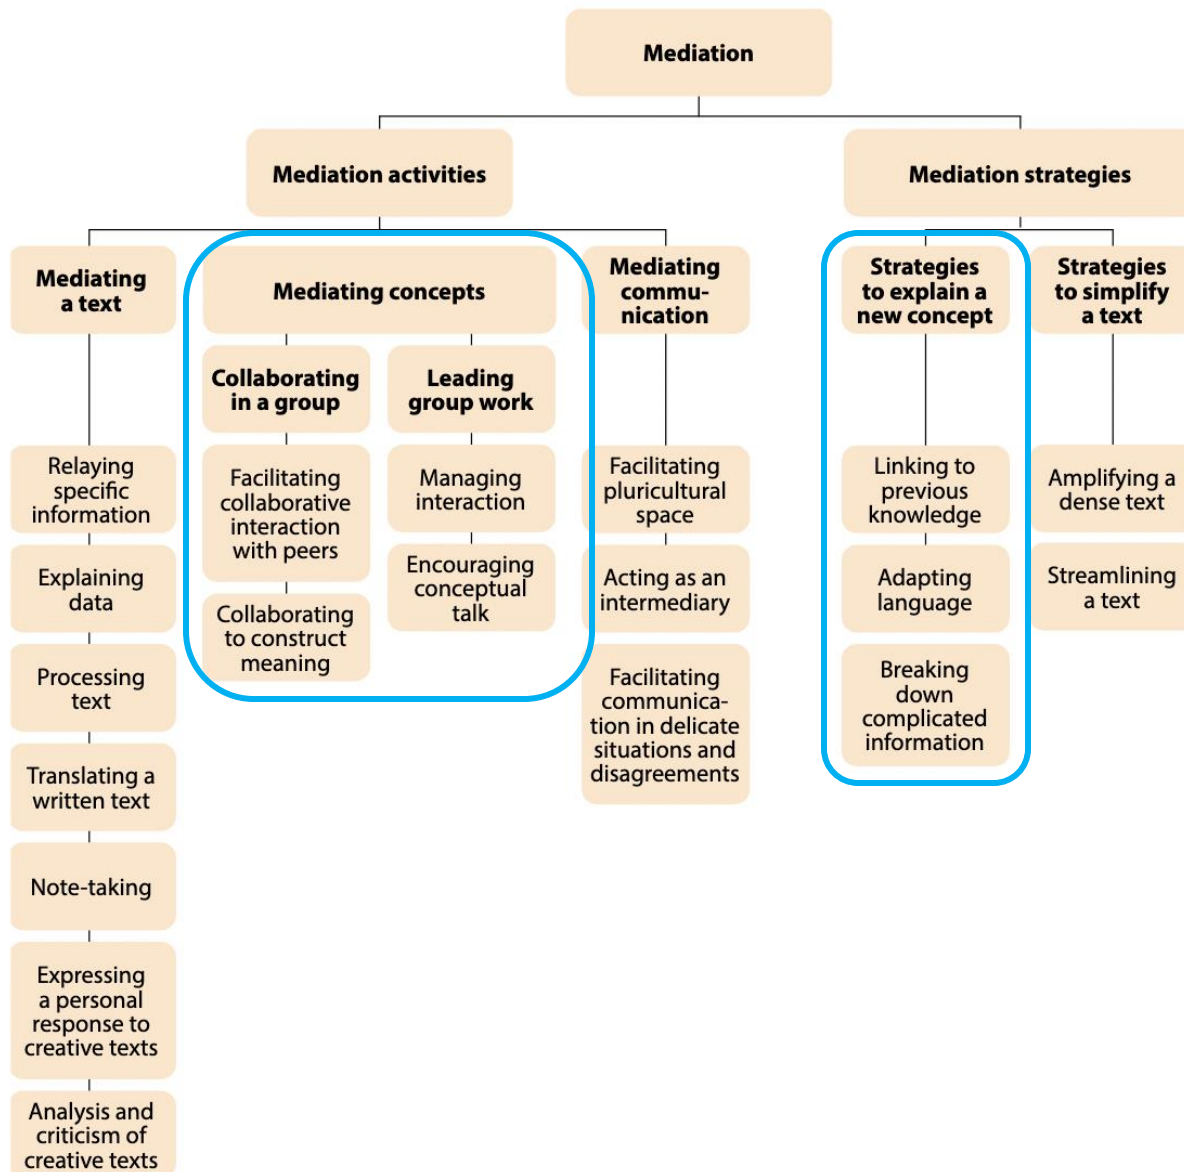 Mediation
Mediation activities
Mediation strategies
Mediating
a text
Mediating concepts
Mediating
commu-
nication
Strategies
to explain a
new concept
Strategies
to simplify
a text
Collaborating
in a group
Leading
group work
Relaying
specific
information
Explaining
data
Processing
text
Translating a
written text
Note-taking
Expressing
a personal
response to
creative texts
Analysis and
criticism of
creative texts
Facilitating
collaborative
interaction
with peers
Collaborating
to construct
meaning
Managing
interaction
Encouraging
conceptual
talk
Facilitating
pluricultural
space
Acting as an
intermediary
Facilitating
communica-
tion in delicate
situations and
disagreements
Linking to
previous
knowledge
Adapting
language
Breaking
down
complicated
information
Amplifying a
dense text
Streamlining
a text